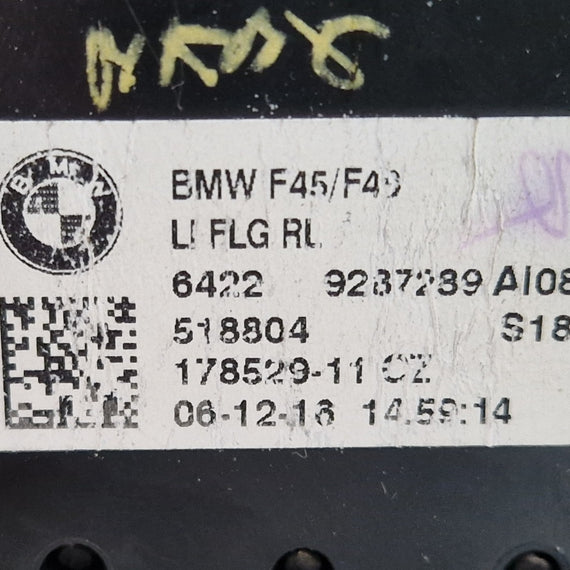 BMW
BMW F45/F46
LI FLG RL
6422 9287289 AI08
518804 S18
178529-11 CZ
06-12-16 14:59:14